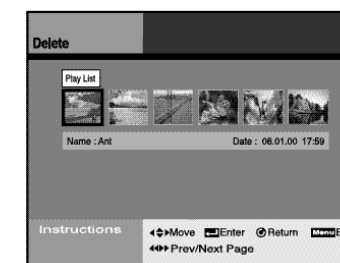 Delete
Play List
Name : Ant Date : 06.01.00 17:59
Instructions
Move Enter Return Menu E
Prev/Next Page